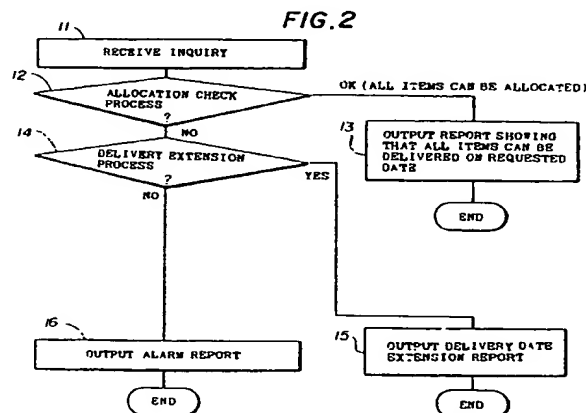 FIG.2
11
RECEIVE INQUIRY
12
ALLOCATION CHECK
PROCESS
?
OK (ALL ITEMS CAN BE ALLOCATED)
NO
13
OUTPUT REPORT SHOWING
THAT ALL ITEMS CAN BE
DELIVERED ON REQUESTED
DATE
END
14
DELIVERY EXTENSION
PROCESS
?
YES
NO
16
OUTPUT ALARM REPORT
END
15
OUTPUT DELIVERY DATE
EXTENSION REPORT
END